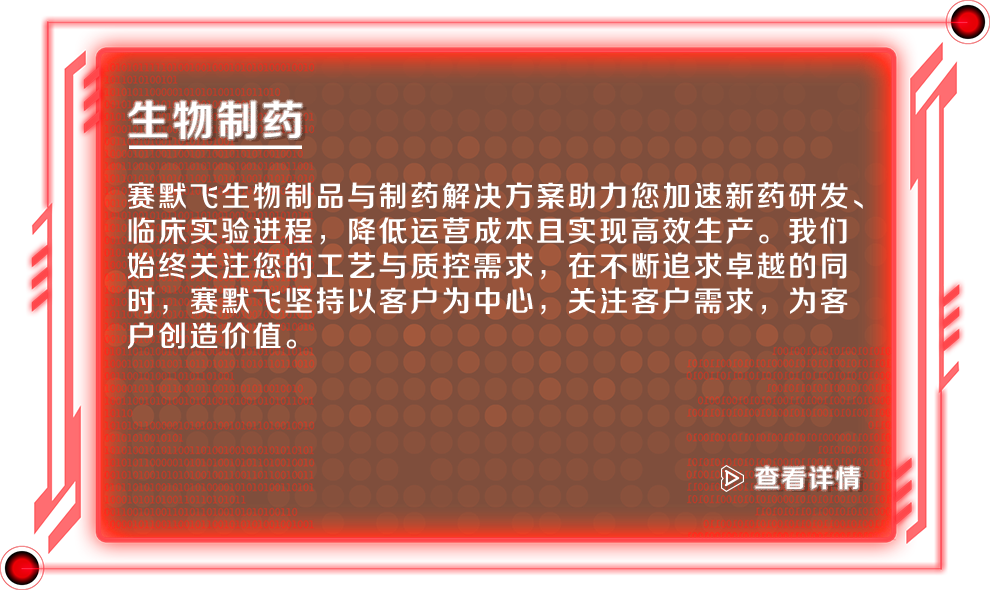 生物制药
赛默飞生物制品与制药解决方案助力您加速新药研发、
临床实验进程，降低运营成本且实现高效生产。我们
始终关注您的工艺与质控需求，在不断追求卓越的同
时，赛默飞坚持以客户为中心，关注客户需求，为客
户创造价值。
查看详情